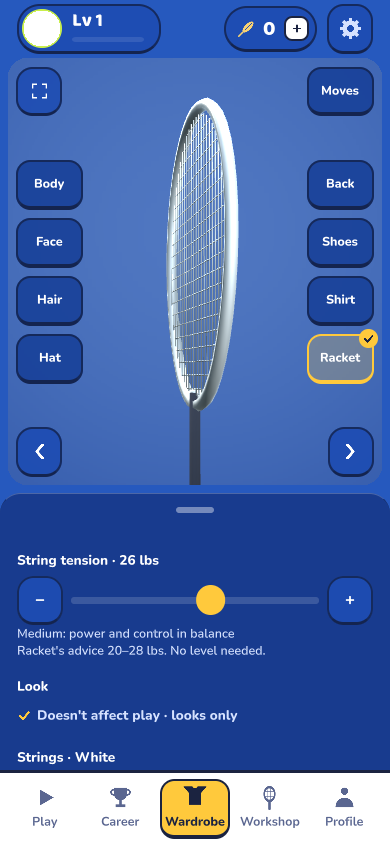 Lv 1
0
+
Moves
Body
Back
Face
Shoes
Hair
Shirt
Hat
Racket
String tension · 26 lbs
−
+
Medium: power and control in balance
Racket's advice 20–28 lbs. No level needed.
Look
Doesn't affect play · looks only
Strings · White
Play
Career
Wardrobe
Workshop
Profile